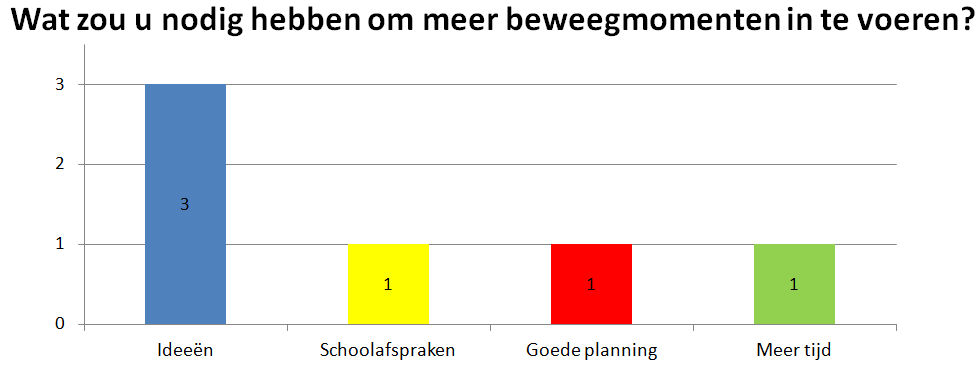 Wat zou u nodig hebben om meer beweegmomenten in te voeren?
3
2
1
0
3
1
1
1
Ideeën
Schoolafspraken
Goede planning
Meer tijd